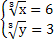 ∛x = 6
∛y = 3